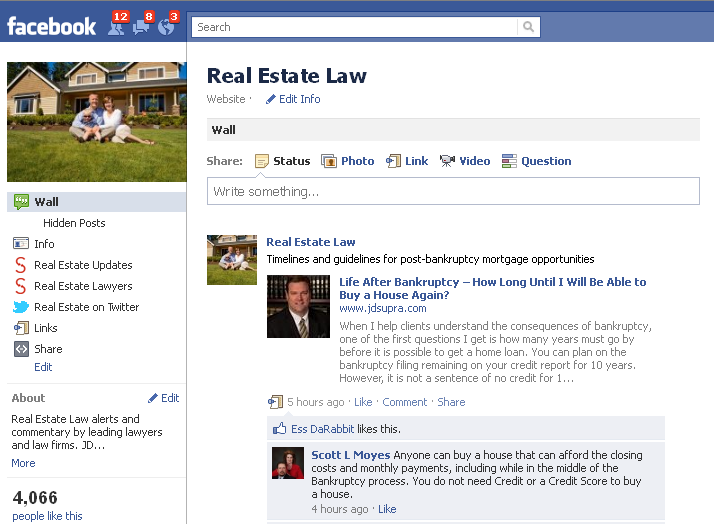 facebook
12 8 3
Search
Real Estate Law
Website · Edit Info
Wall
Share: Status Photo Link Video Question
Write something...
Wall
Hidden Posts
Info
Real Estate Updates
Real Estate Lawyers
Real Estate on Twitter
Links
Share
Edit
About Edit
Real Estate Law alerts and
commentary by leading lawyers
and law firms. JD...
More
4,066
people like this
Real Estate Law
Timelines and guidelines for post-bankruptcy mortgage opportunities
Life After Bankruptcy – How Long Until I Will Be Able to
Buy a House Again?
www.jdsupra.com
When I help clients understand the consequences of bankruptcy,
one of the first questions I get is how many years must go by
before it is possible to get a home loan. You can plan on the
bankruptcy filing remaining on your credit report for 10 years.
However, it is not a sentence of no credit for 1...
5 hours ago · Like · Comment · Share
Ess DaRabbit likes this.
Scott L Moyes Anyone can buy a house that can afford the closing
costs and monthly payments, including while in the middle of the
Bankruptcy process. You do not need Credit or a Credit Score to buy
a house.
4 hours ago · Like